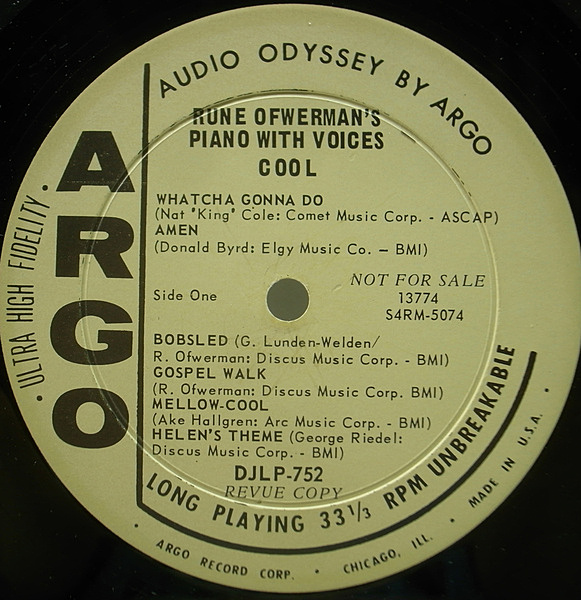 AUDIO ODYSSEY BY ARGO
RUNE OFWERMAN'S
PIANO WITH VOICES
COOL
WHATCHA GONNA DO
(Nat "King" Cole: Comet Music Corp. - ASCAP)
AMEN
(Donald Byrd: Elgy Music Co. — BMI)
NOT FOR SALE
Side One
13774
S4RM-5074
BOBSLED (G. Lunden-Welden/
R. Ofwerman: Discus Music Corp. - BMI)
GOSPEL WALK
(R. Ofwerman: Discus Music Corp. - BMI)
MELLOW-COOL
(Ake Hallgren: Arc Music Corp. - BMI)
HELEN'S THEME (George Riedel:
Discus Music Corp. - BMI)
DJLP-752
REVUE COPY
LONG PLAYING 33 1/3 RPM UNBREAKABLE
ARGO
• ULTRA HIGH FIDELITY •
• ARGO RECORD CORP. • CHICAGO, ILL. • MADE IN U.S.A. •